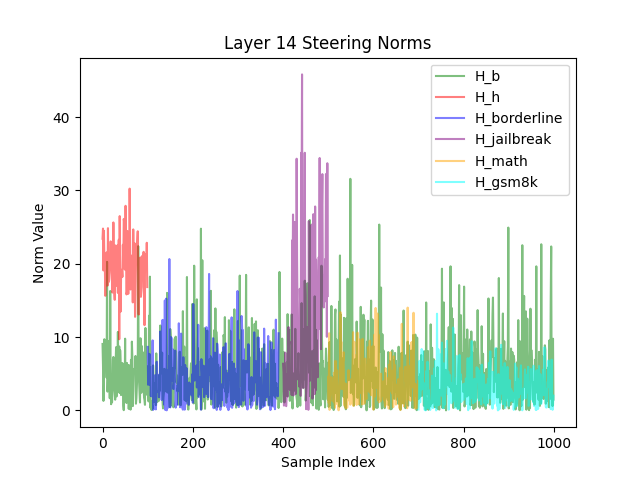 Layer 14 Steering Norms
H_b
H_h
H_borderline
H_jailbreak
H_math
H_gsm8k
Norm Value
40
30
20
10
0
0
200
400
600
800
1000
Sample Index